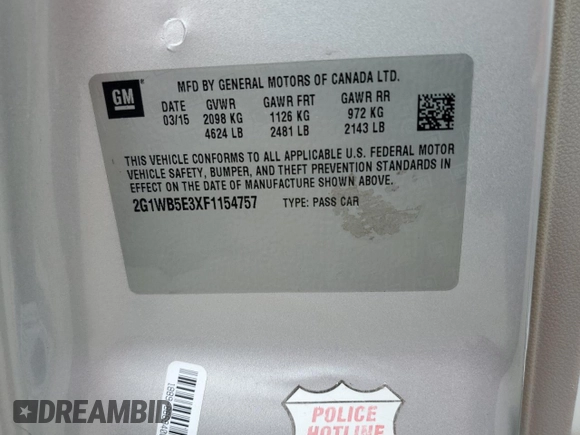 GM
MFD BY GENERAL MOTORS OF CANADA LTD.
DATE GVWR GAWR FRT GAWR RR
03/15 2098 KG 1126 KG 972 KG
4624 LB 2481 LB 2143 LB
THIS VEHICLE CONFORMS TO ALL APPLICABLE U.S. FEDERAL MOTOR
VEHICLE SAFETY, BUMPER, AND THEFT PREVENTION STANDARDS IN
EFFECT ON THE DATE OF MANUFACTURE SHOWN ABOVE.
2G1WB5E3XF1154757 TYPE: PASS CAR
POLICE
HOTLINE
DREAMBID